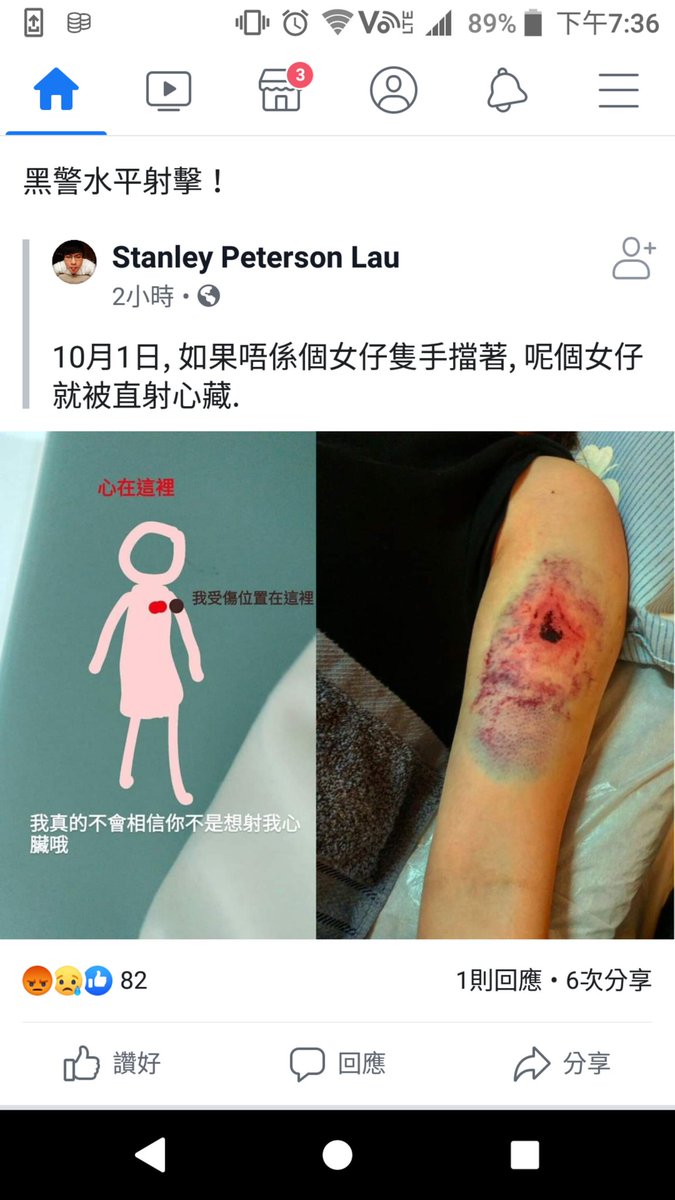 89% 下午7:36
3
黑警水平射擊！
Stanley Peterson Lau
2小時
10月1日, 如果唔係個女仔隻手擋著, 呢個女仔
就被直射心藏.
心在這裡
我受傷位置在這裡
我真的不會相信你不是想射我心
臟哦
82 1則回應・6次分享
讚好 回應 分享